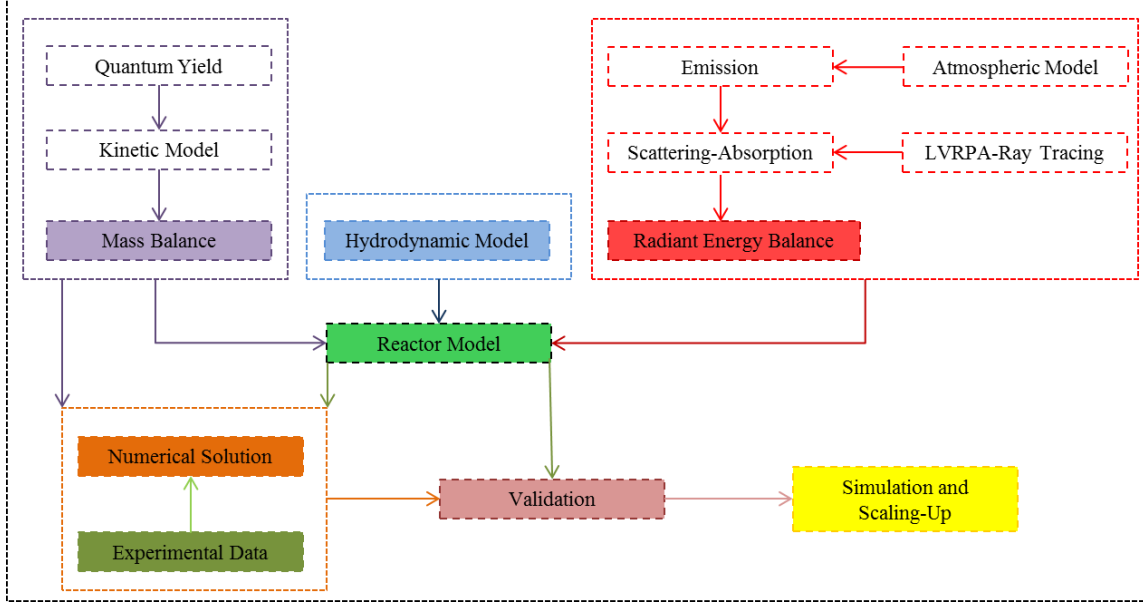 Quantum Yield
Kinetic Model
Mass Balance
Hydrodynamic Model
Emission
Atmospheric Model
Scattering-Absorption
LVRPA-Ray Tracing
Radiant Energy Balance
Reactor Model
Numerical Solution
Experimental Data
Validation
Simulation and
Scaling-Up